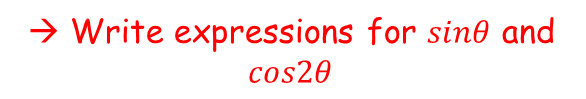 → Write expressions for sinθ and
cos2θ